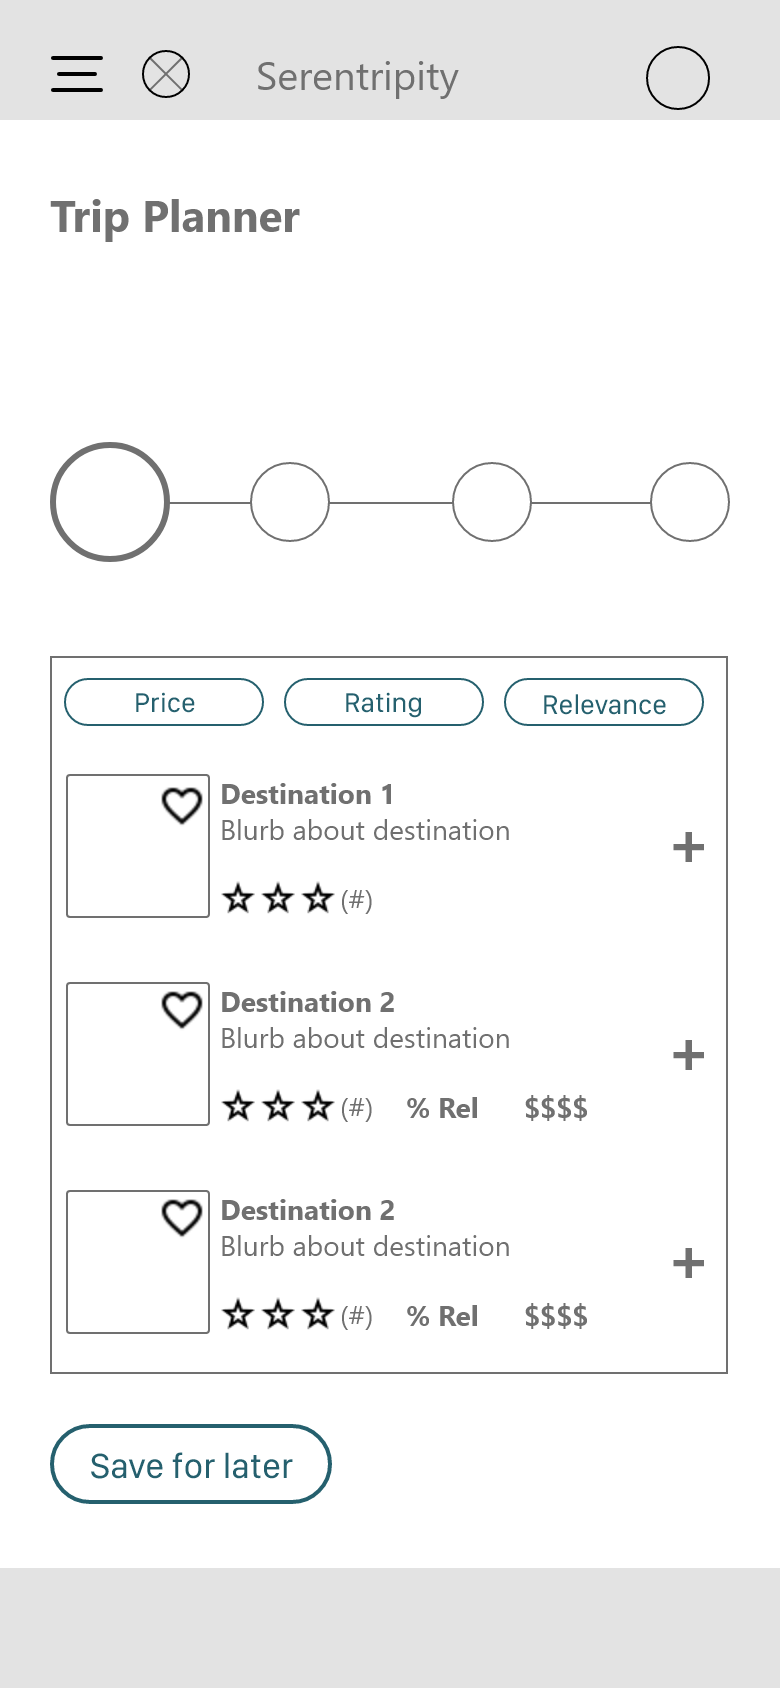 Serentripity
Trip Planner
Price
Rating
Relevance
Destination 1
Blurb about destination
(#)
Destination 2
Blurb about destination
(#) % Rel $$$$
Destination 2
Blurb about destination
(#) % Rel $$$$
Save for later